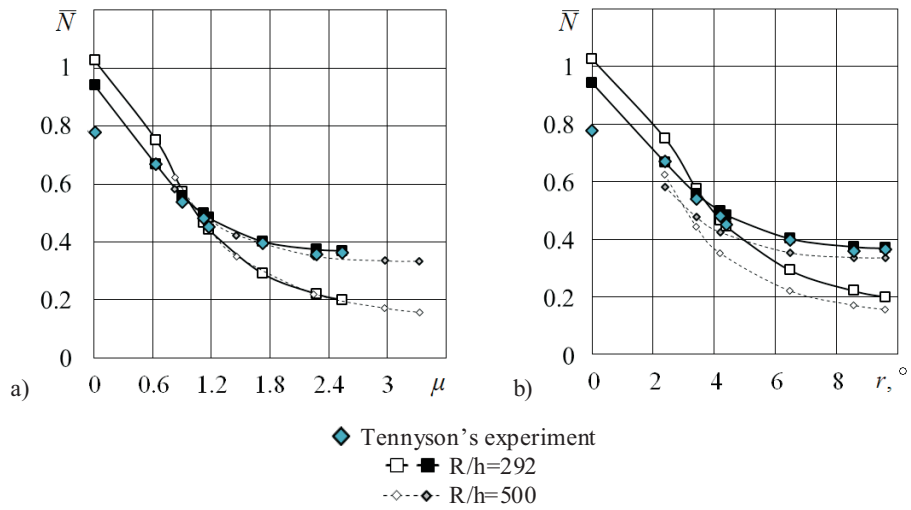 N̅
1
0.8
0.6
0.4
0.2
0
0 0.6 1.2 1.8 2.4 3 μ
a)
N̅
1
0.8
0.6
0.4
0.2
0
0 2 4 6 8 r, °
b)
Tennyson's experiment
R/h=292
R/h=500